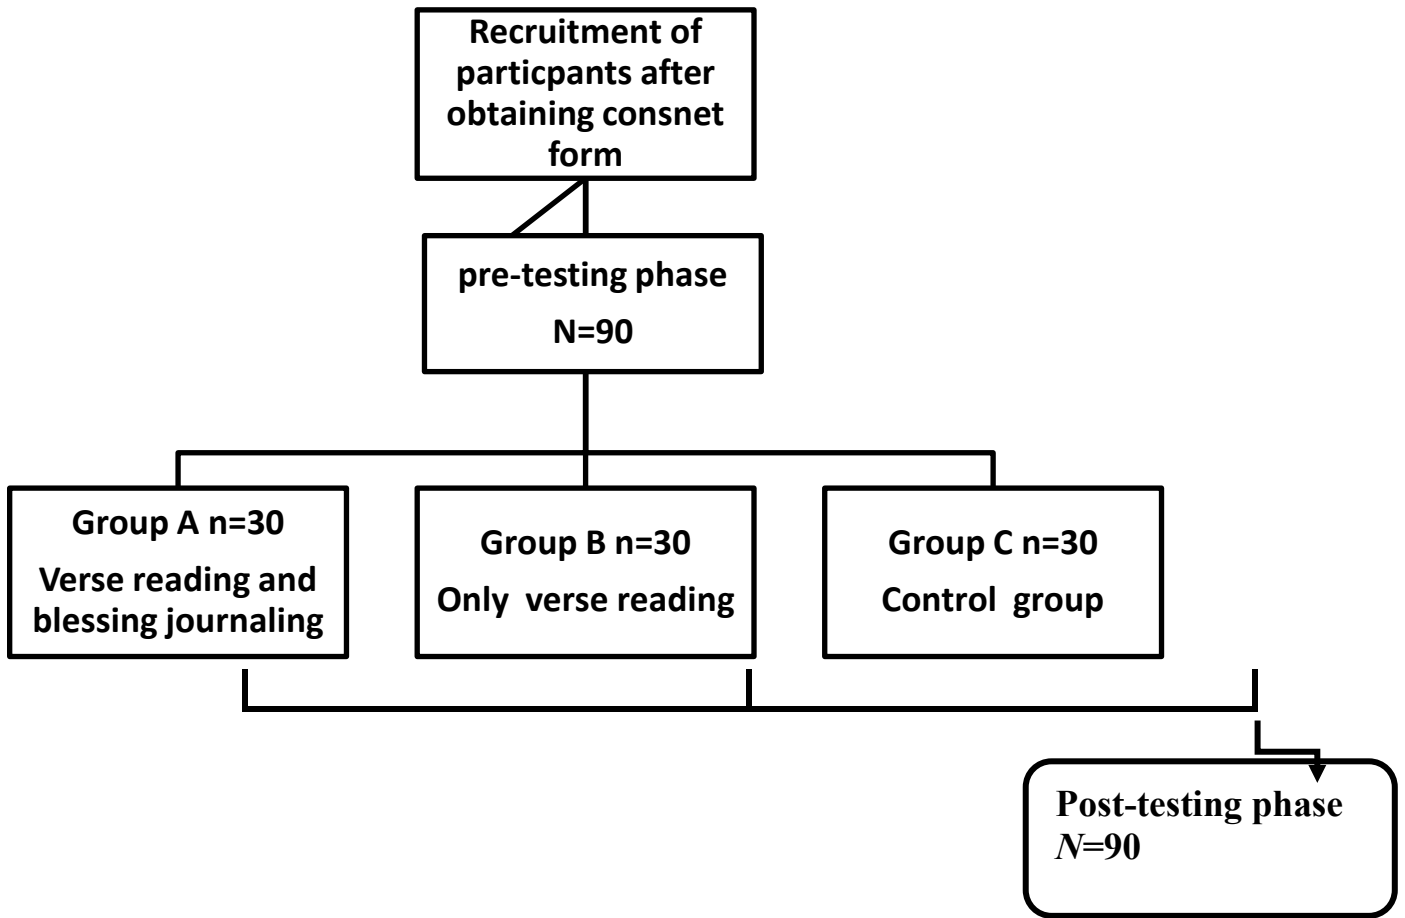 Recruitment of
particpants after
obtaining consnet
form
pre-testing phase
N=90
Group A n=30
Verse reading and
blessing journaling
Group B n=30
Only verse reading
Group C n=30
Control group
Post-testing phase
N=90